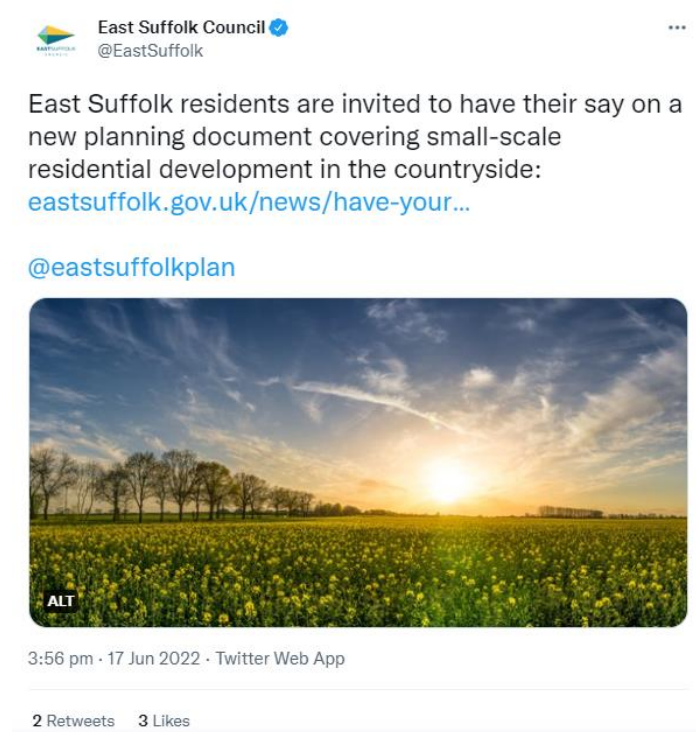 East Suffolk Council
@EastSuffolk
EASTSUFFOLK
COUNCIL
East Suffolk residents are invited to have their say on a
new planning document covering small-scale
residential development in the countryside:
eastsuffolk.gov.uk/news/have-your...
@eastsuffolkplan
ALT
3:56 pm · 17 Jun 2022 · Twitter Web App
2 Retweets 3 Likes